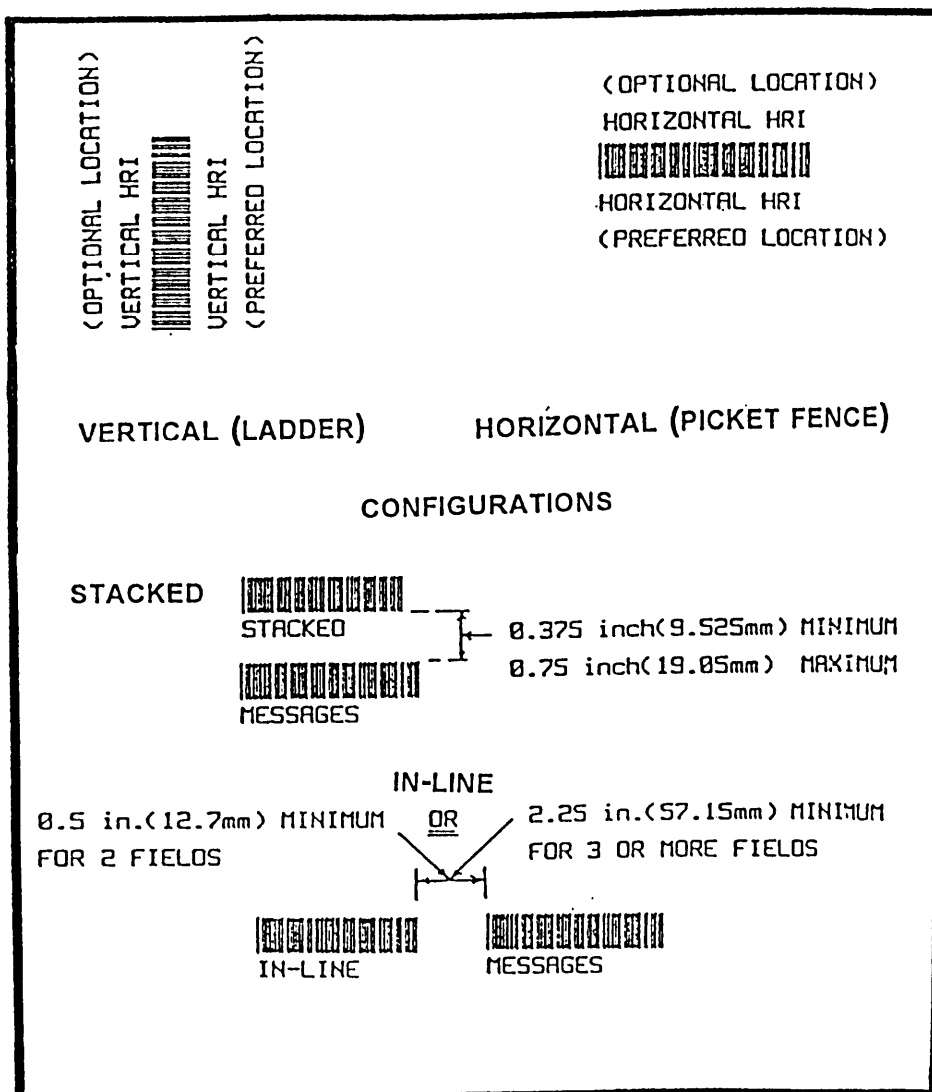 (OPTIONAL LOCATION)
VERTICAL HRI
VERTICAL HRI
(PREFERRED LOCATION)
(OPTIONAL LOCATION)
HORIZONTAL HRI
HORIZONTAL HRI
(PREFERRED LOCATION)
VERTICAL (LADDER) HORIZONTAL (PICKET FENCE)
CONFIGURATIONS
STACKED
STACKED
0.375 inch(9.525mm) MINIMUM
0.75 inch(19.05mm) MAXIMUM
MESSAGES
IN-LINE
0.5 in.(12.7mm) MINIMUM
FOR 2 FIELDS
OR
2.25 in.(57.15mm) MINIMUM
FOR 3 OR MORE FIELDS
IN-LINE
MESSAGES